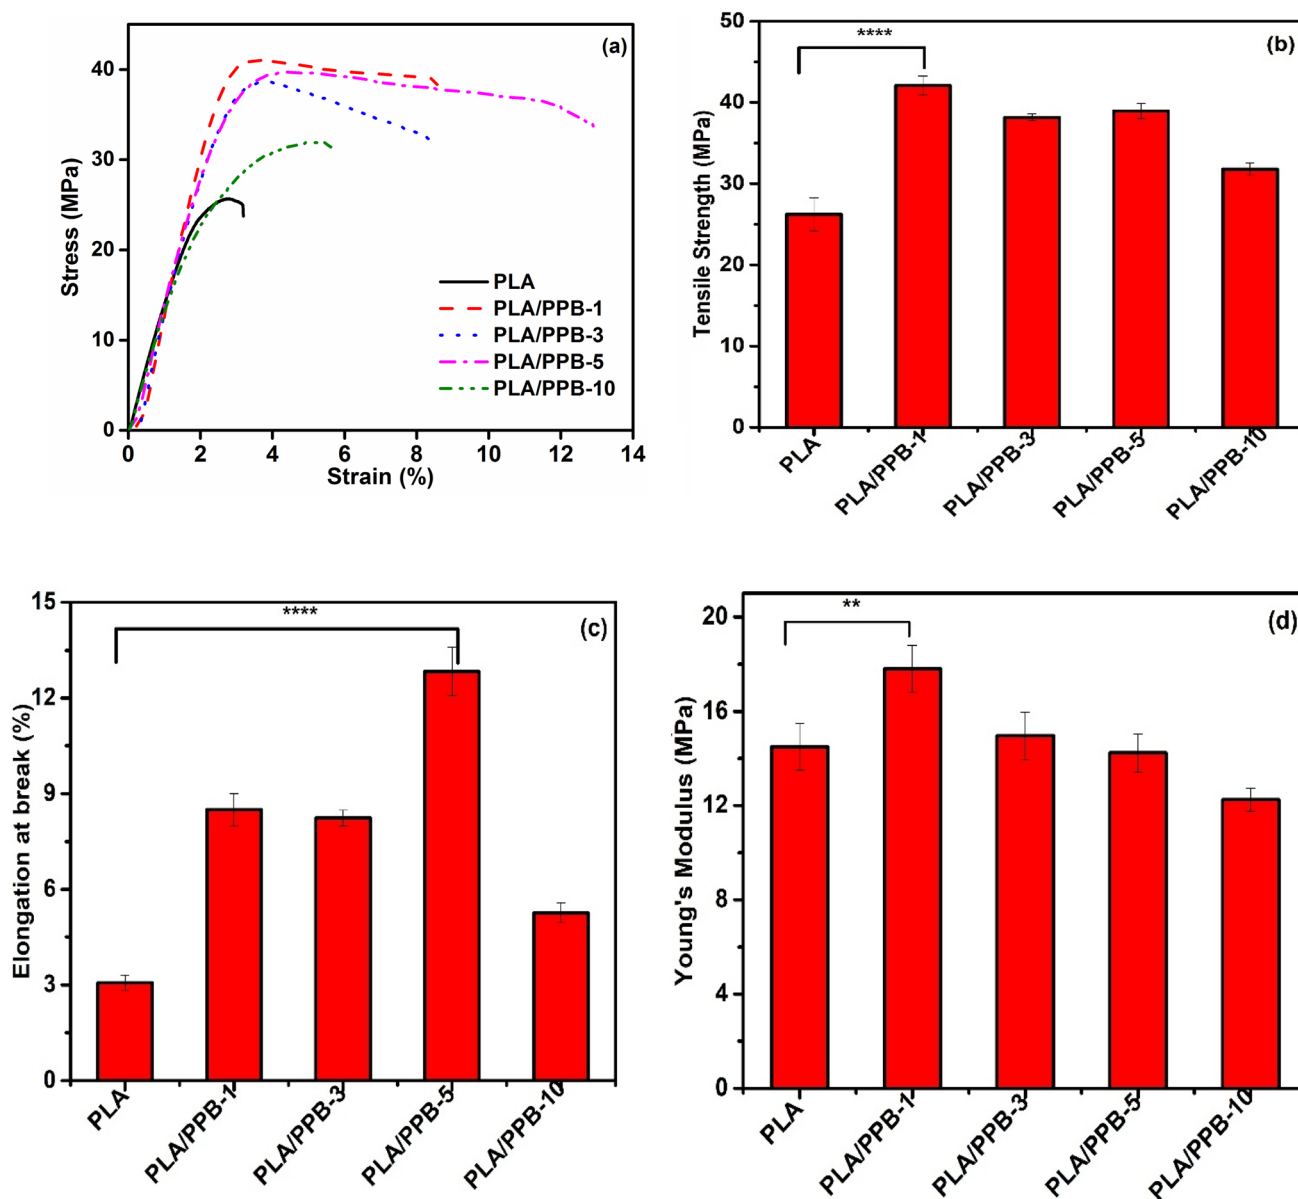 (a)
40
30
20
10
0
Stress (MPa)
PLA
PLA/PPB-1
PLA/PPB-3
PLA/PPB-5
PLA/PPB-10
0 2 4 6 8 10 12 14
Strain (%)
(b)
****
50
40
30
20
10
0
Tensile Strength (MPa)
PLA
PLA/PPB-1
PLA/PPB-3
PLA/PPB-5
PLA/PPB-10
(c)
****
15
12
9
6
3
0
Elongation at break (%)
PLA
PLA/PPB-1
PLA/PPB-3
PLA/PPB-5
PLA/PPB-10
(d)
**
20
16
12
8
4
0
Young's Modulus (MPa)
PLA
PLA/PPB-1
PLA/PPB-3
PLA/PPB-5
PLA/PPB-10